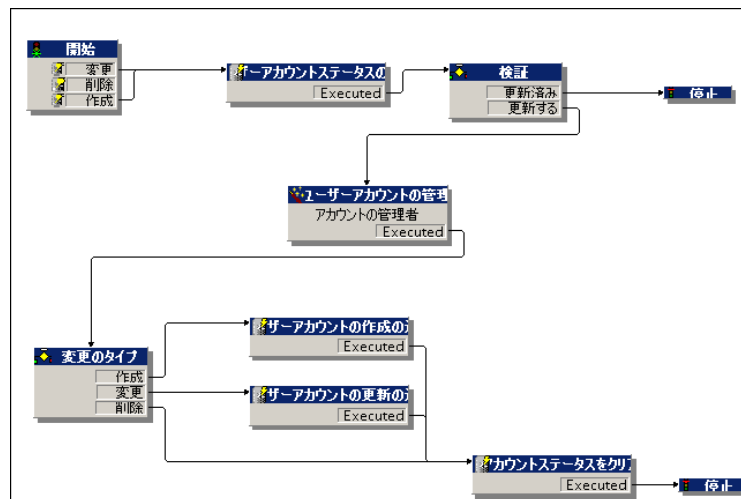 開始
変更
削除
作成
ザーアカウントステータスの
Executed
検証
更新済み
更新する
停止
ユーザーアカウントの管理
アカウントの管理者
Executed
変更のタイプ
作成
変更
削除
ザーアカウントの作成の
Executed
ザーアカウントの更新の
Executed
アカウントステータスをクリア
Executed
停止